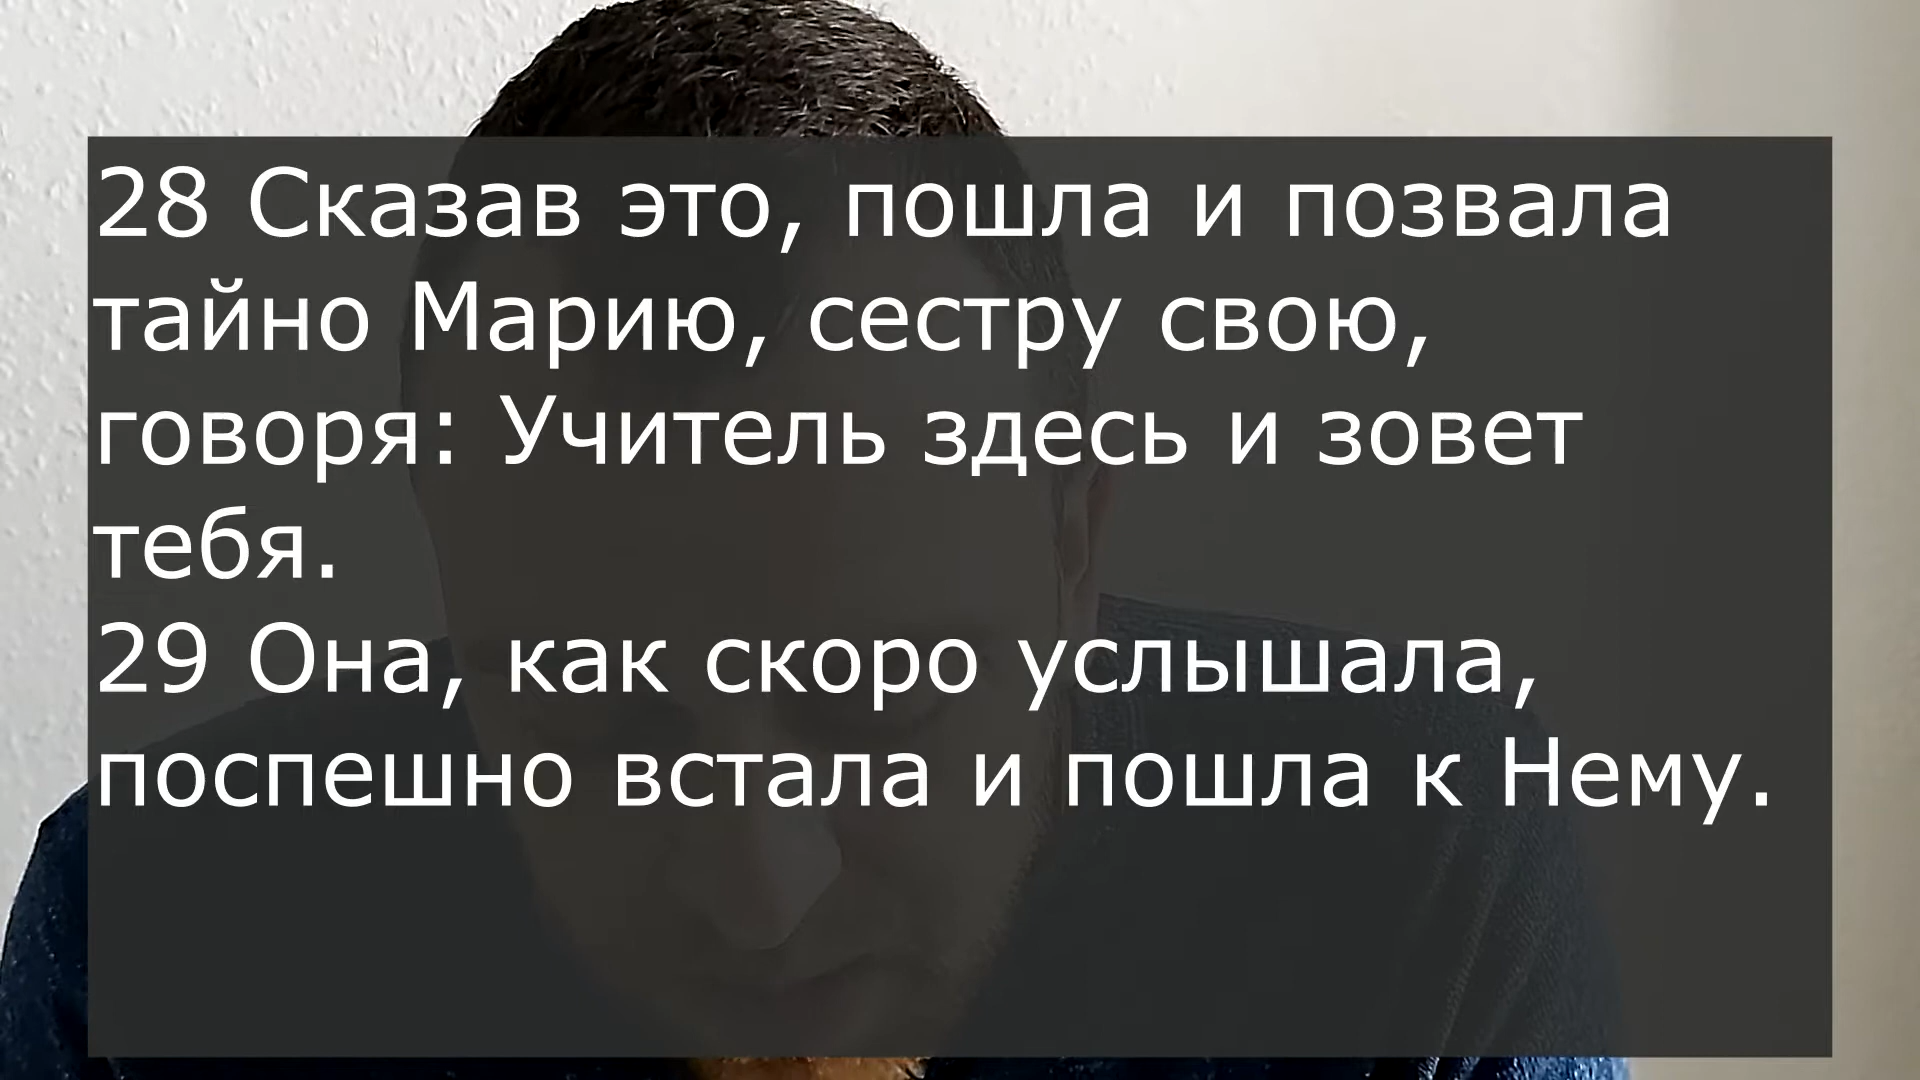 28 Сказав это, пошла и позвала
тайно Марию, сестру свою,
говоря: Учитель здесь и зовет
тебя.
29 Она, как скоро услышала,
поспешно встала и пошла к Нему.